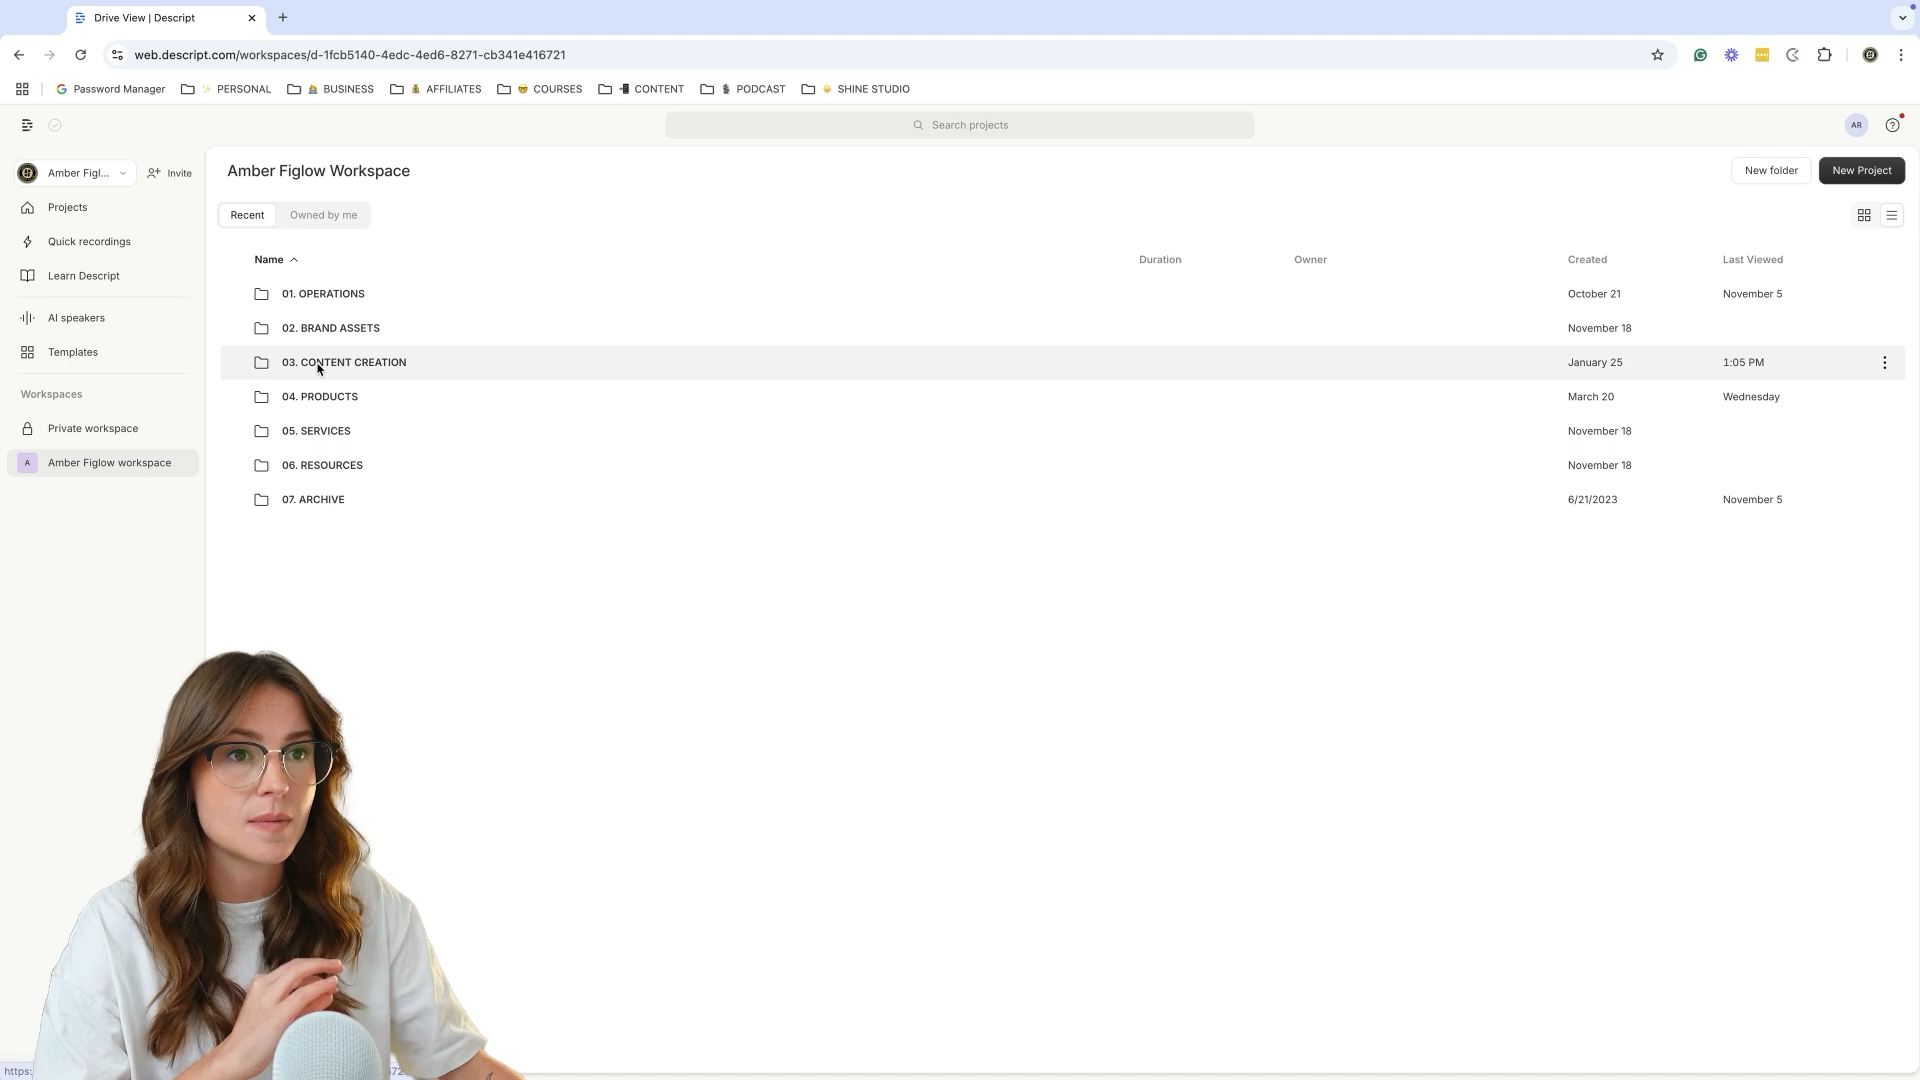 Drive View | Descript
web.descript.com/workspaces/d-1fcb5140-4edc-4ed6-8271-cb341e416721
Password Manager PERSONAL BUSINESS AFFILIATES COURSES CONTENT PODCAST SHINE STUDIO
Search projects
AR
Amber Figl... Invite
Projects
Quick recordings
Learn Descript
AI speakers
Templates
Workspaces
Private workspace
A Amber Figlow workspace
Amber Figlow Workspace
New folder New Project
Recent Owned by me
Name Duration Owner Created Last Viewed
01. OPERATIONS October 21 November 5
02. BRAND ASSETS November 18
03. CONTENT CREATION January 25 1:05 PM
04. PRODUCTS March 20 Wednesday
05. SERVICES November 18
06. RESOURCES November 18
07. ARCHIVE 6/21/2023 November 5
https: